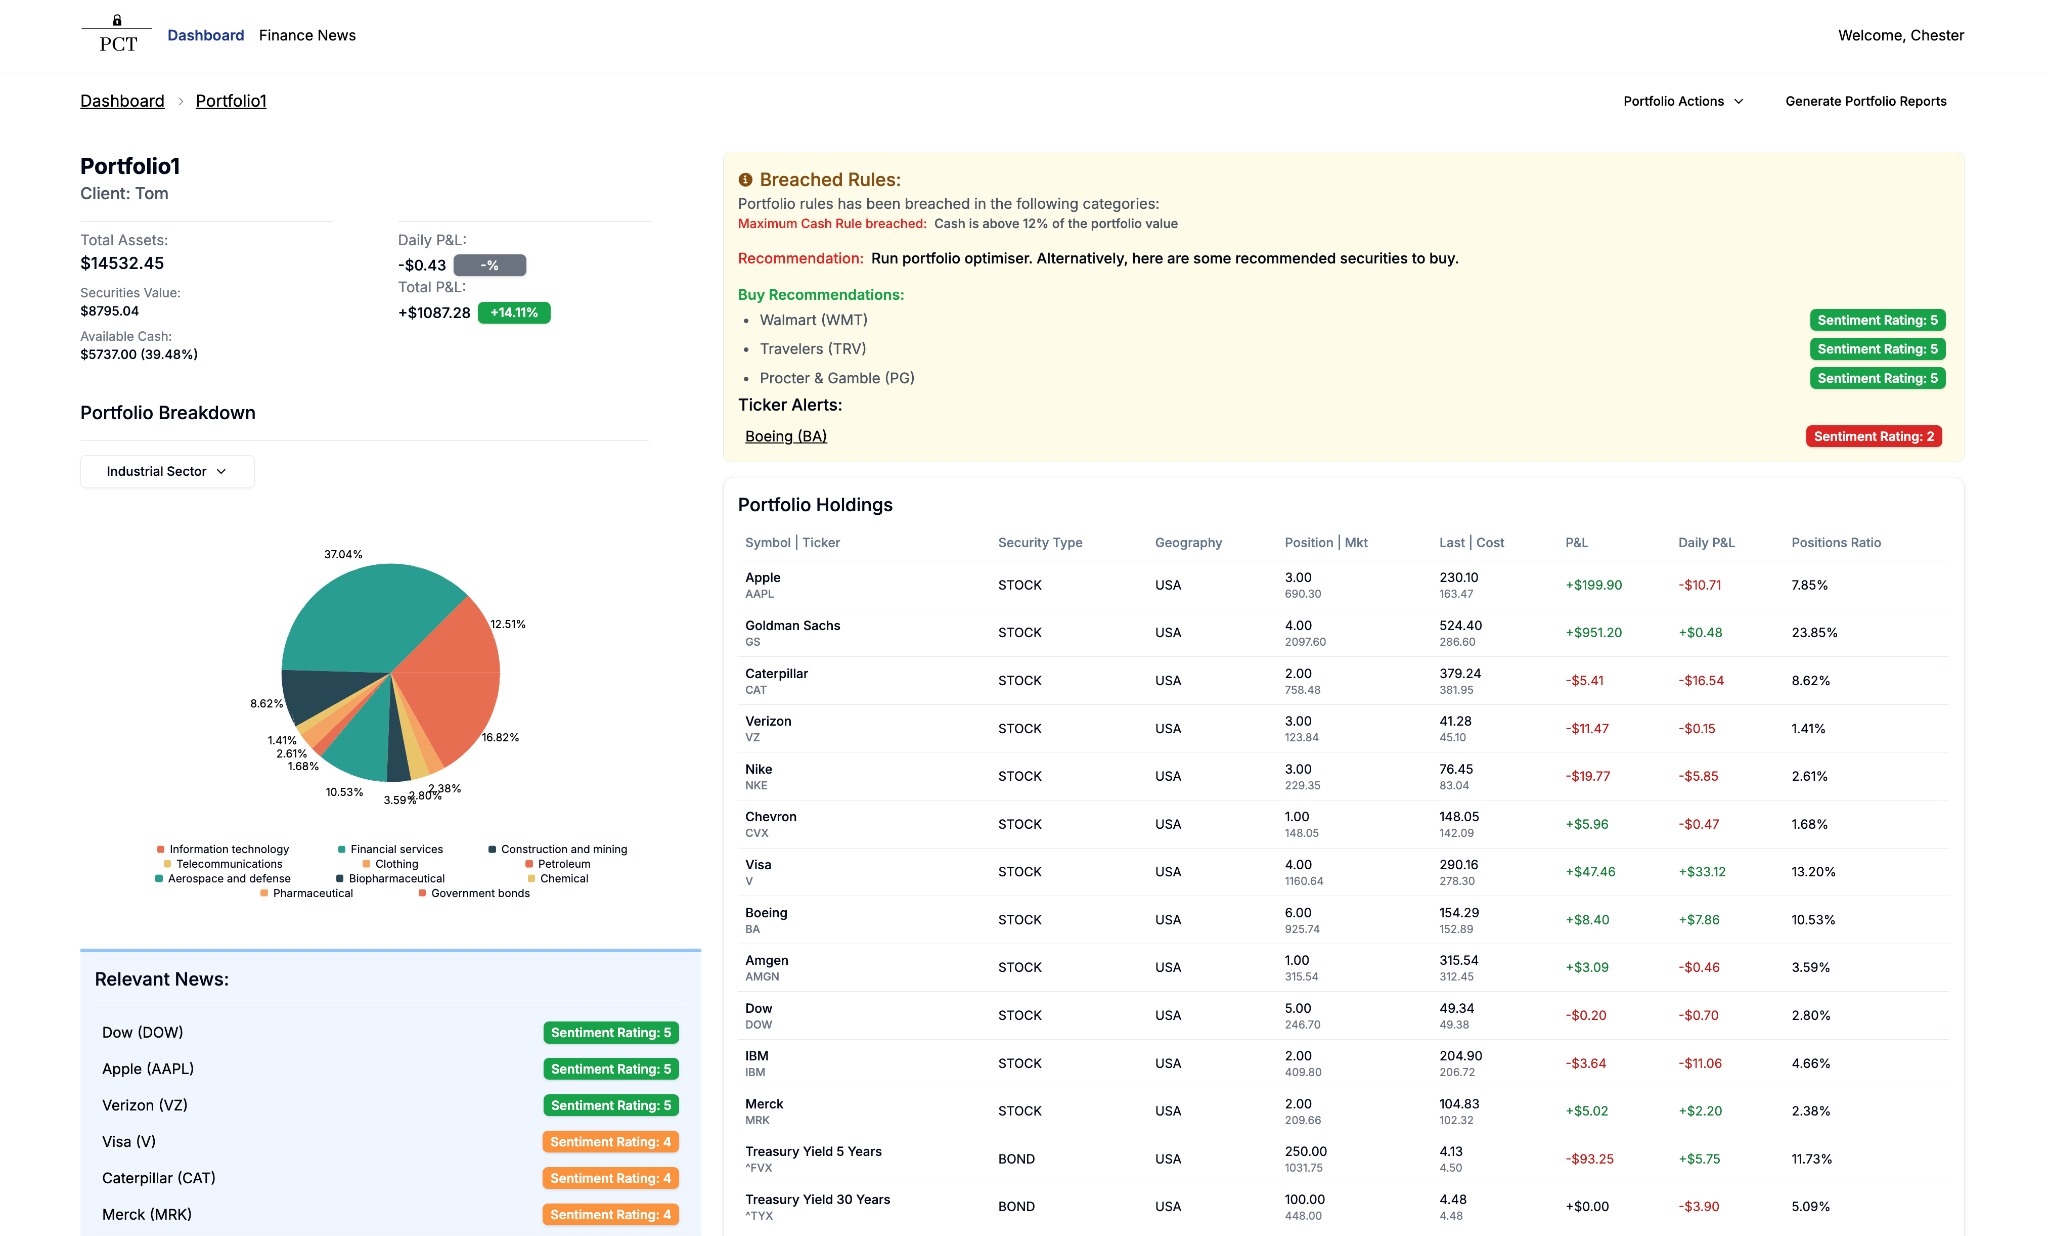 PCT
Dashboard Finance News
Welcome, Chester
Dashboard › Portfolio1
Portfolio Actions
Generate Portfolio Reports
Portfolio1
Client: Tom
Total Assets:
$14532.45
Securities Value:
$8795.04
Available Cash:
$5737.00 (39.48%)
Daily P&L:
-$0.43 -%
Total P&L:
+$1087.28 +14.11%
Portfolio Breakdown
Industrial Sector
37.04%
12.51%
8.62%
16.82%
1.41%
2.61%
1.68%
10.53%
3.59%
2.80%
2.38%
Information technology Financial services Construction and mining
Telecommunications Clothing Petroleum
Aerospace and defense Biopharmaceutical Chemical
Pharmaceutical Government bonds
Relevant News:
Dow (DOW) Sentiment Rating: 5
Apple (AAPL) Sentiment Rating: 5
Verizon (VZ) Sentiment Rating: 5
Visa (V) Sentiment Rating: 4
Caterpillar (CAT) Sentiment Rating: 4
Merck (MRK) Sentiment Rating: 4
Breached Rules:
Portfolio rules has been breached in the following categories:
Maximum Cash Rule breached: Cash is above 12% of the portfolio value
Recommendation: Run portfolio optimiser. Alternatively, here are some recommended securities to buy.
Buy Recommendations:
• Walmart (WMT) Sentiment Rating: 5
• Travelers (TRV) Sentiment Rating: 5
• Procter & Gamble (PG) Sentiment Rating: 5
Ticker Alerts:
Boeing (BA) Sentiment Rating: 2
Portfolio Holdings
Symbol | Ticker Security Type Geography Position | Mkt Last | Cost P&L Daily P&L Positions Ratio
Apple 3.00 230.10
STOCK USA +$199.90 -$10.71 7.85%
AAPL 690.30 163.47
Goldman Sachs 4.00 524.40
STOCK USA +$951.20 +$0.48 23.85%
GS 2097.60 286.60
Caterpillar 2.00 379.24
STOCK USA -$5.41 -$16.54 8.62%
CAT 758.48 381.95
Verizon 3.00 41.28
STOCK USA -$11.47 -$0.15 1.41%
VZ 123.84 45.10
Nike 3.00 76.45
STOCK USA -$19.77 -$5.85 2.61%
NKE 229.35 83.04
Chevron 1.00 148.05
STOCK USA +$5.96 -$0.47 1.68%
CVX 148.05 142.09
Visa 4.00 290.16
STOCK USA +$47.46 +$33.12 13.20%
V 1160.64 278.30
Boeing 6.00 154.29
STOCK USA +$8.40 +$7.86 10.53%
BA 925.74 152.89
Amgen 1.00 315.54
STOCK USA +$3.09 -$0.46 3.59%
AMGN 315.54 312.45
Dow 5.00 49.34
STOCK USA -$0.20 -$0.70 2.80%
DOW 246.70 49.38
IBM 2.00 204.90
STOCK USA -$3.64 -$11.06 4.66%
IBM 409.80 206.72
Merck 2.00 104.83
STOCK USA +$5.02 +$2.20 2.38%
MRK 209.66 102.32
Treasury Yield 5 Years 250.00 4.13
BOND USA -$93.25 +$5.75 11.73%
^FVX 1031.75 4.50
Treasury Yield 30 Years 100.00 4.48
BOND USA +$0.00 -$3.90 5.09%
^TYX 448.00 4.48